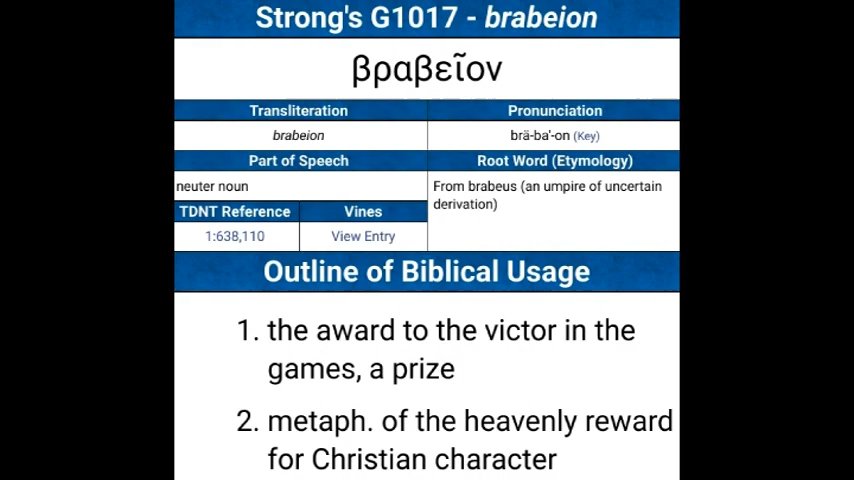 Strong's G1017 - brabeion
βραβεῖον
Transliteration
Pronunciation
brabeion
brä-ba'-on (Key)
Part of Speech
Root Word (Etymology)
neuter noun
From brabeus (an umpire of uncertain
derivation)
TDNT Reference
Vines
1:638,110
View Entry
Outline of Biblical Usage
1. the award to the victor in the
games, a prize
2. metaph. of the heavenly reward
for Christian character